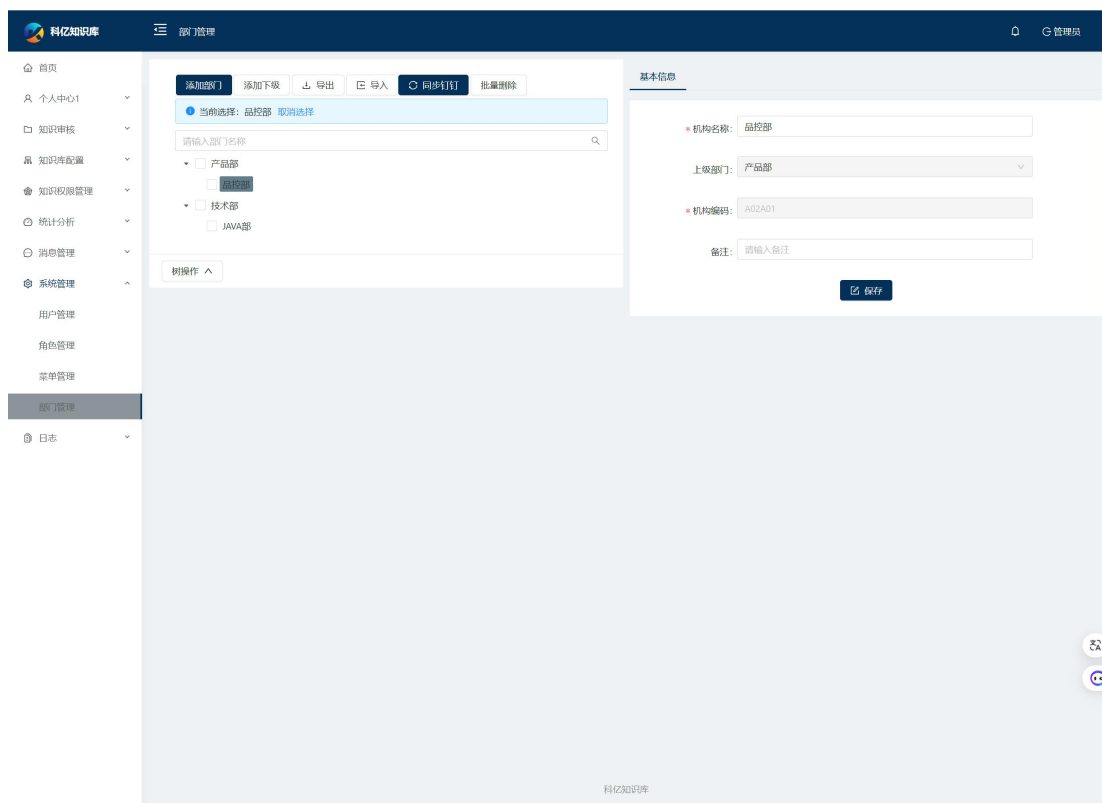 科亿知识库
部门管理
管理员
首页
个人中心1
知识审核
知识库配置
知识权限管理
统计分析
消息管理
系统管理
用户管理
角色管理
菜单管理
部门管理
日志
添加部门 添加下级 导出 导入 同步钉钉 批量删除
当前选择：品控部 取消选择
请输入部门名称
产品部
品控部
技术部
JAVA部
树操作
基本信息
* 机构名称： 品控部
上级部门： 产品部
* 机构编码： A02A01
备注： 请输入备注
保存
科亿知识库